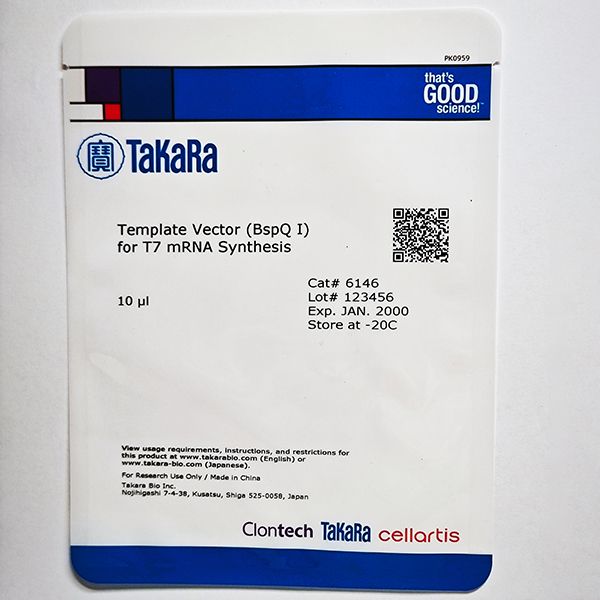 PK0959
that's
GOOD
science!™
寶 TaKaRa
Template Vector (BspQ I)
for T7 mRNA Synthesis
10 µl
Cat# 6146
Lot# 123456
Exp. JAN. 2000
Store at -20C
View usage requirements, instructions, and restrictions for
this product at www.takarabio.com (English) or
www.takara-bio.com (Japanese).
For Research Use Only / Made in China
Takara Bio Inc.
Nojihigashi 7-4-38, Kusatsu, Shiga 525-0058, Japan
Clontech TaKaRa cellartis